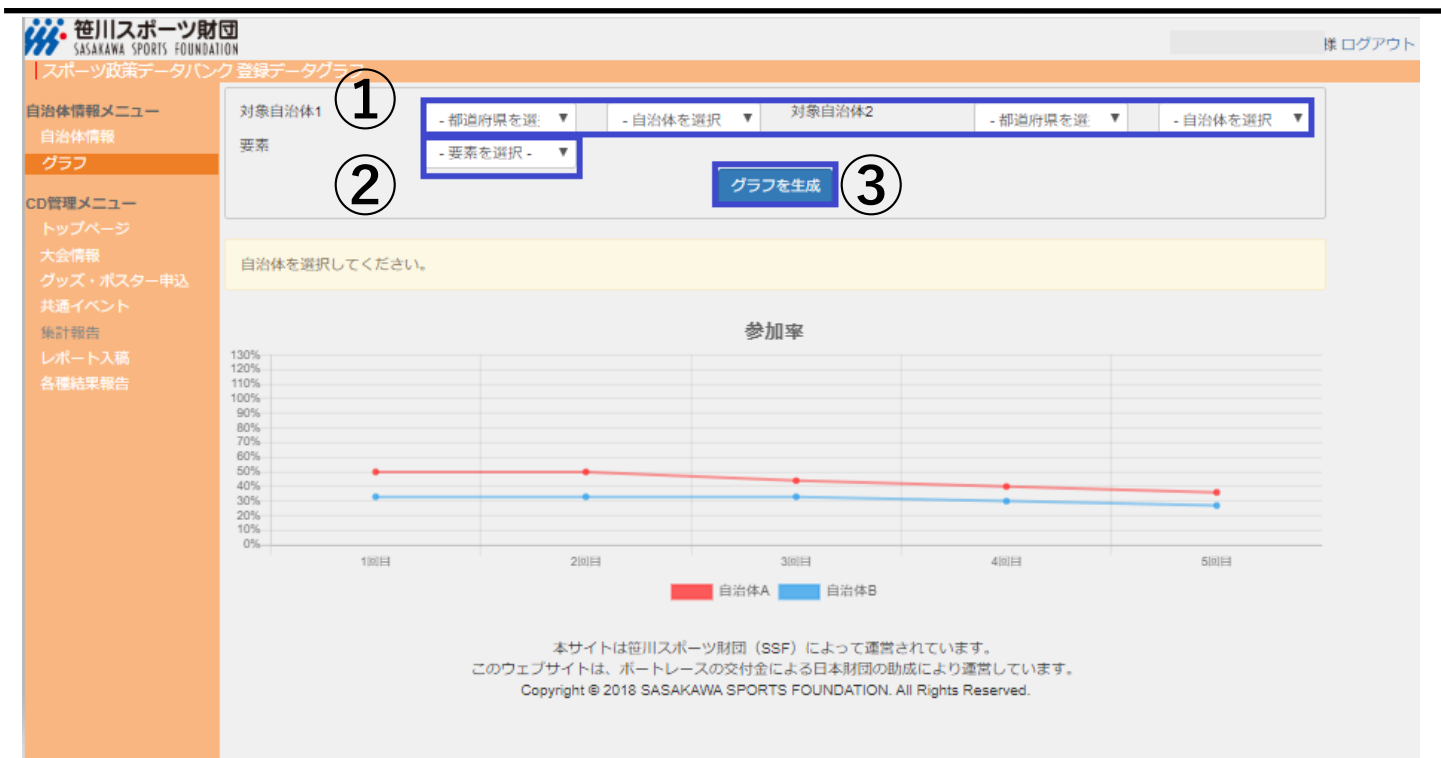 笹川スポーツ財団
SASAKAWA SPORTS FOUNDATION
様 ログアウト
スポーツ政策データバンク 登録データグラフ
自治体情報メニュー
自治体情報
グラフ
CD管理メニュー
トップページ
大会情報
グッズ・ポスター申込
共通イベント
集計報告
レポート入稿
各種結果報告
対象自治体1 ① - 都道府県を選 ▼ - 自治体を選択 ▼ 対象自治体2 - 都道府県を選 ▼ - 自治体を選択 ▼
要素 ② - 要素を選択 - ▼
グラフを生成 ③
自治体を選択してください。
参加率
130%
120%
110%
100%
90%
80%
70%
60%
50%
40%
30%
20%
10%
0%
1回目 2回目 3回目 4回目 5回目
自治体A 自治体B
本サイトは笹川スポーツ財団（SSF）によって運営されています。
このウェブサイトは、ボートレースの交付金による日本財団の助成により運営しています。
Copyright © 2018 SASAKAWA SPORTS FOUNDATION. All Rights Reserved.